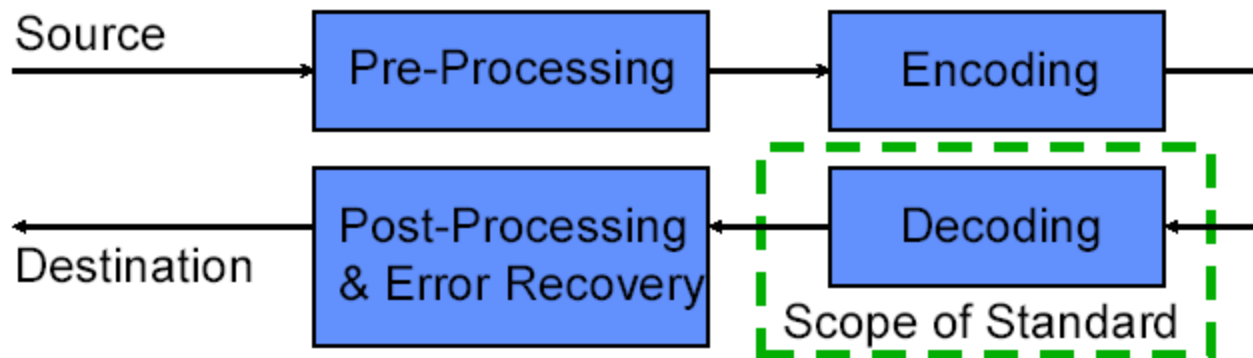 Source
Pre-Processing
Encoding
Post-Processing
& Error Recovery
Decoding
Destination
Scope of Standard